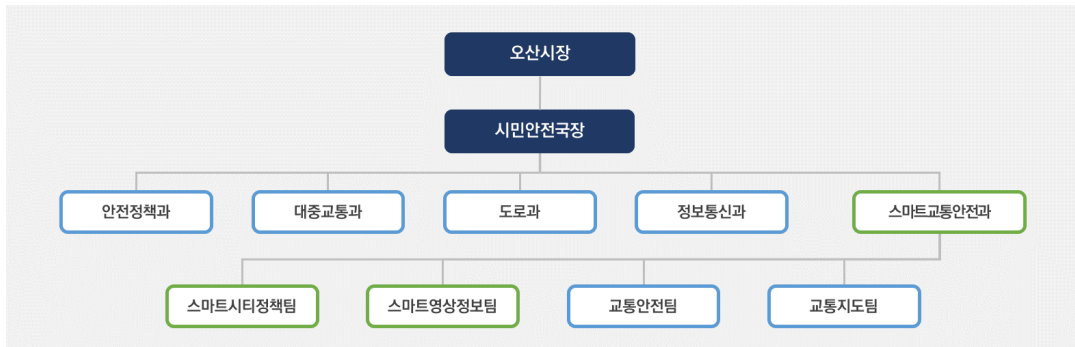 오산시장
시민안전국장
안전정책과
대중교통과
도로과
정보통신과
스마트교통안전과
스마트시티정책팀
스마트영상정보팀
교통안전팀
교통지도팀